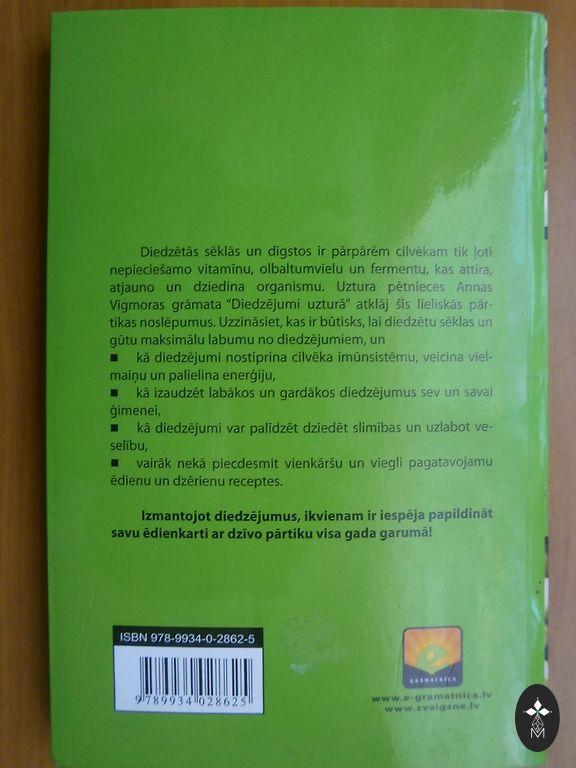 Diedzētās sēklās un dīgstos ir pārpārēm cilvēkam tik ļoti
nepieciešamo vitamīnu, olbaltumvielu un fermentu, kas attīra,
atjauno un dziedina organismu. Uztura pētnieces Annas
Vigmoras grāmata "Diedzējumi uzturā" atklāj šīs lieliskās pār-
tikas noslēpumus. Uzzināsiet, kas ir būtisks, lai diedzētu sēklas un
gūtu maksimālu labumu no diedzējumiem, un
■ kā diedzējumi nostiprina cilvēka imūnsistēmu, veicina viel-
maiņu un palielina enerģiju,
■ kā izaudzēt labākos un gardākos diedzējumus sev un savai
ģimenei,
■ kā diedzējumi var palīdzēt dziedēt slimības un uzlabot ve-
selību,
■ vairāk nekā piecdesmit vienkāršu un viegli pagatavojamu
ēdienu un dzērienu receptes.
Izmantojot diedzējumus, ikvienam ir iespēja papildināt
savu ēdienkarti ar dzīvo pārtiku visa gada garumā!
ISBN 978-9934-0-2862-5
9 789934 028625
e
GRĀMATNĪCA
www.e-gramatnica.lv
www.zvaigzne.lv
M